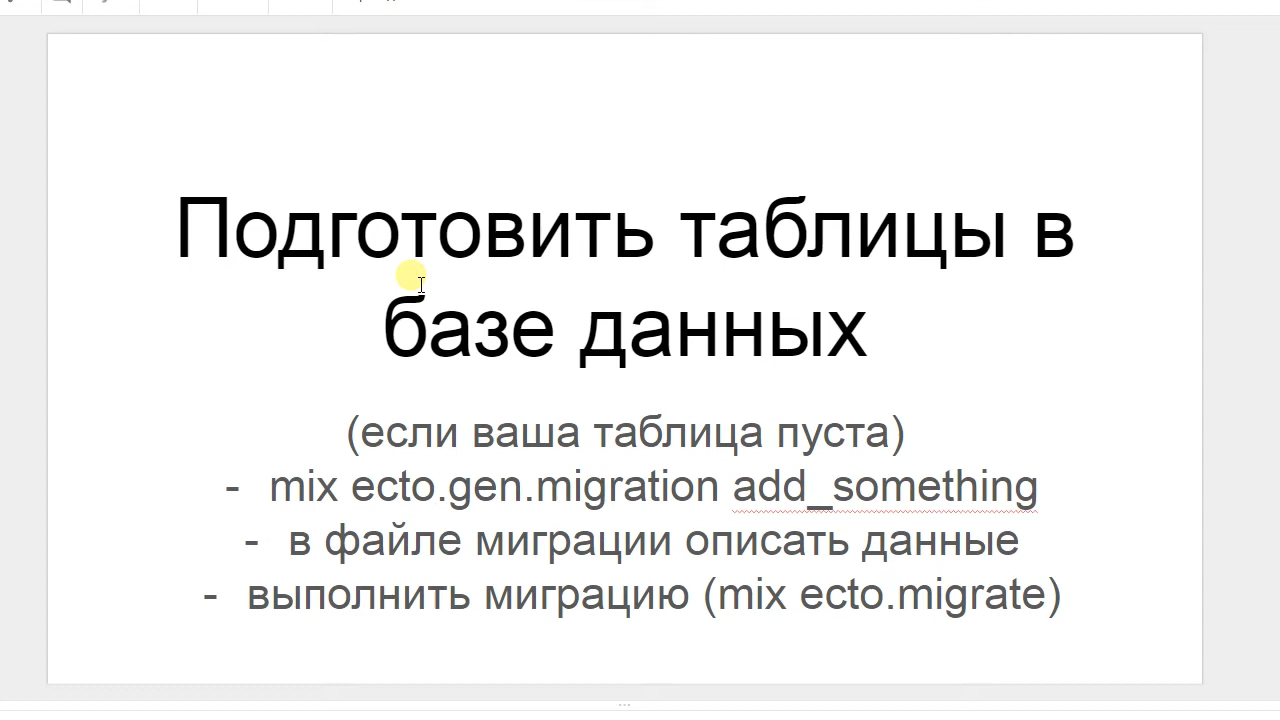 Подготовить таблицы в
базе данных
(если ваша таблица пуста)
- mix ecto.gen.migration add_something
- в файле миграции описать данные
- выполнить миграцию (mix ecto.migrate)